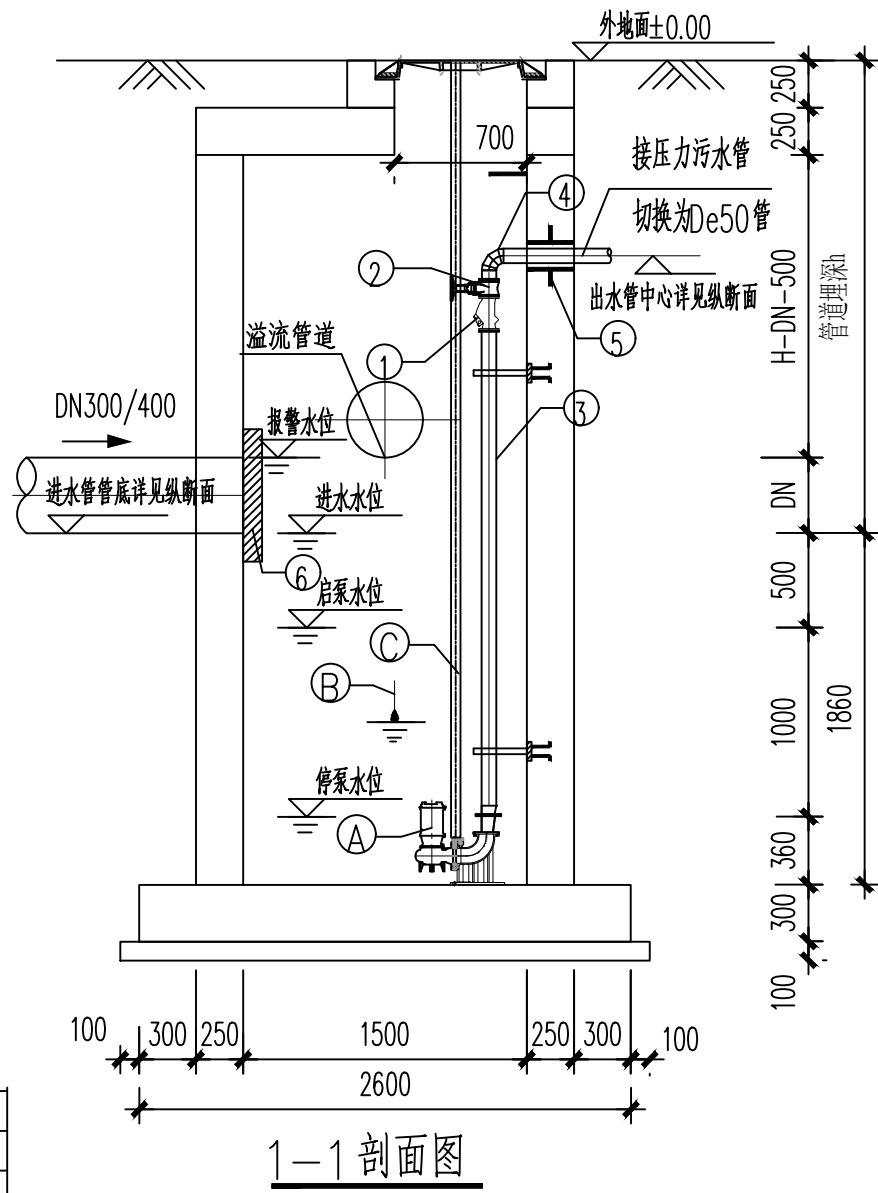 外地面±0.00
250
250
700
接压力污水管
④
切换为De50管
②
出水管中心详见纵断面
H-DN-500
管道埋深h
溢流管道
①
⑤
DN300/400
报警水位
③
进水管管底详见纵断面
进水水位
DN
⑥
启泵水位
500
Ⓒ
Ⓑ
1000
1860
停泵水位
Ⓐ
360
300
100
100
300
250
1500
250
300
100
2600
1-1剖面图